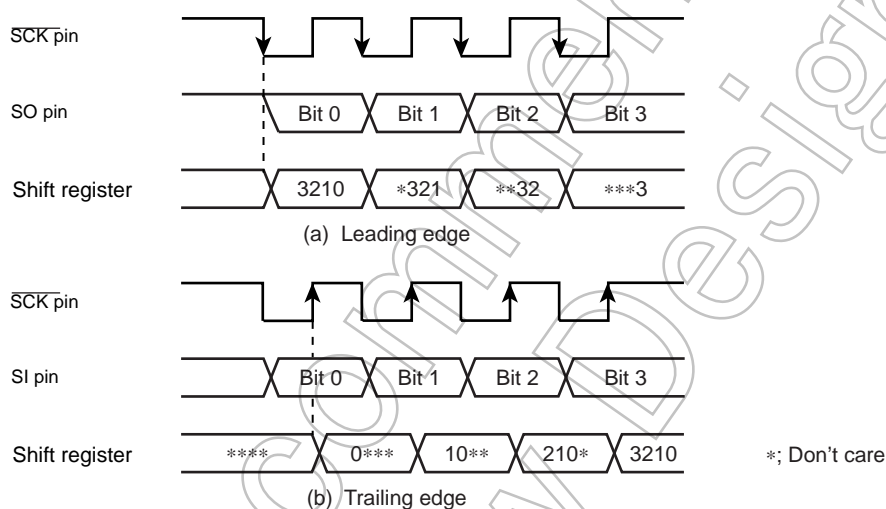 SCK pin
SO pin Bit 0 Bit 1 Bit 2 Bit 3
Shift register 3210 *321 **32 ***3
(a) Leading edge
SCK pin
SI pin Bit 0 Bit 1 Bit 2 Bit 3
Shift register **** 0*** 10** 210* 3210 *; Don't care
(b) Trailing edge